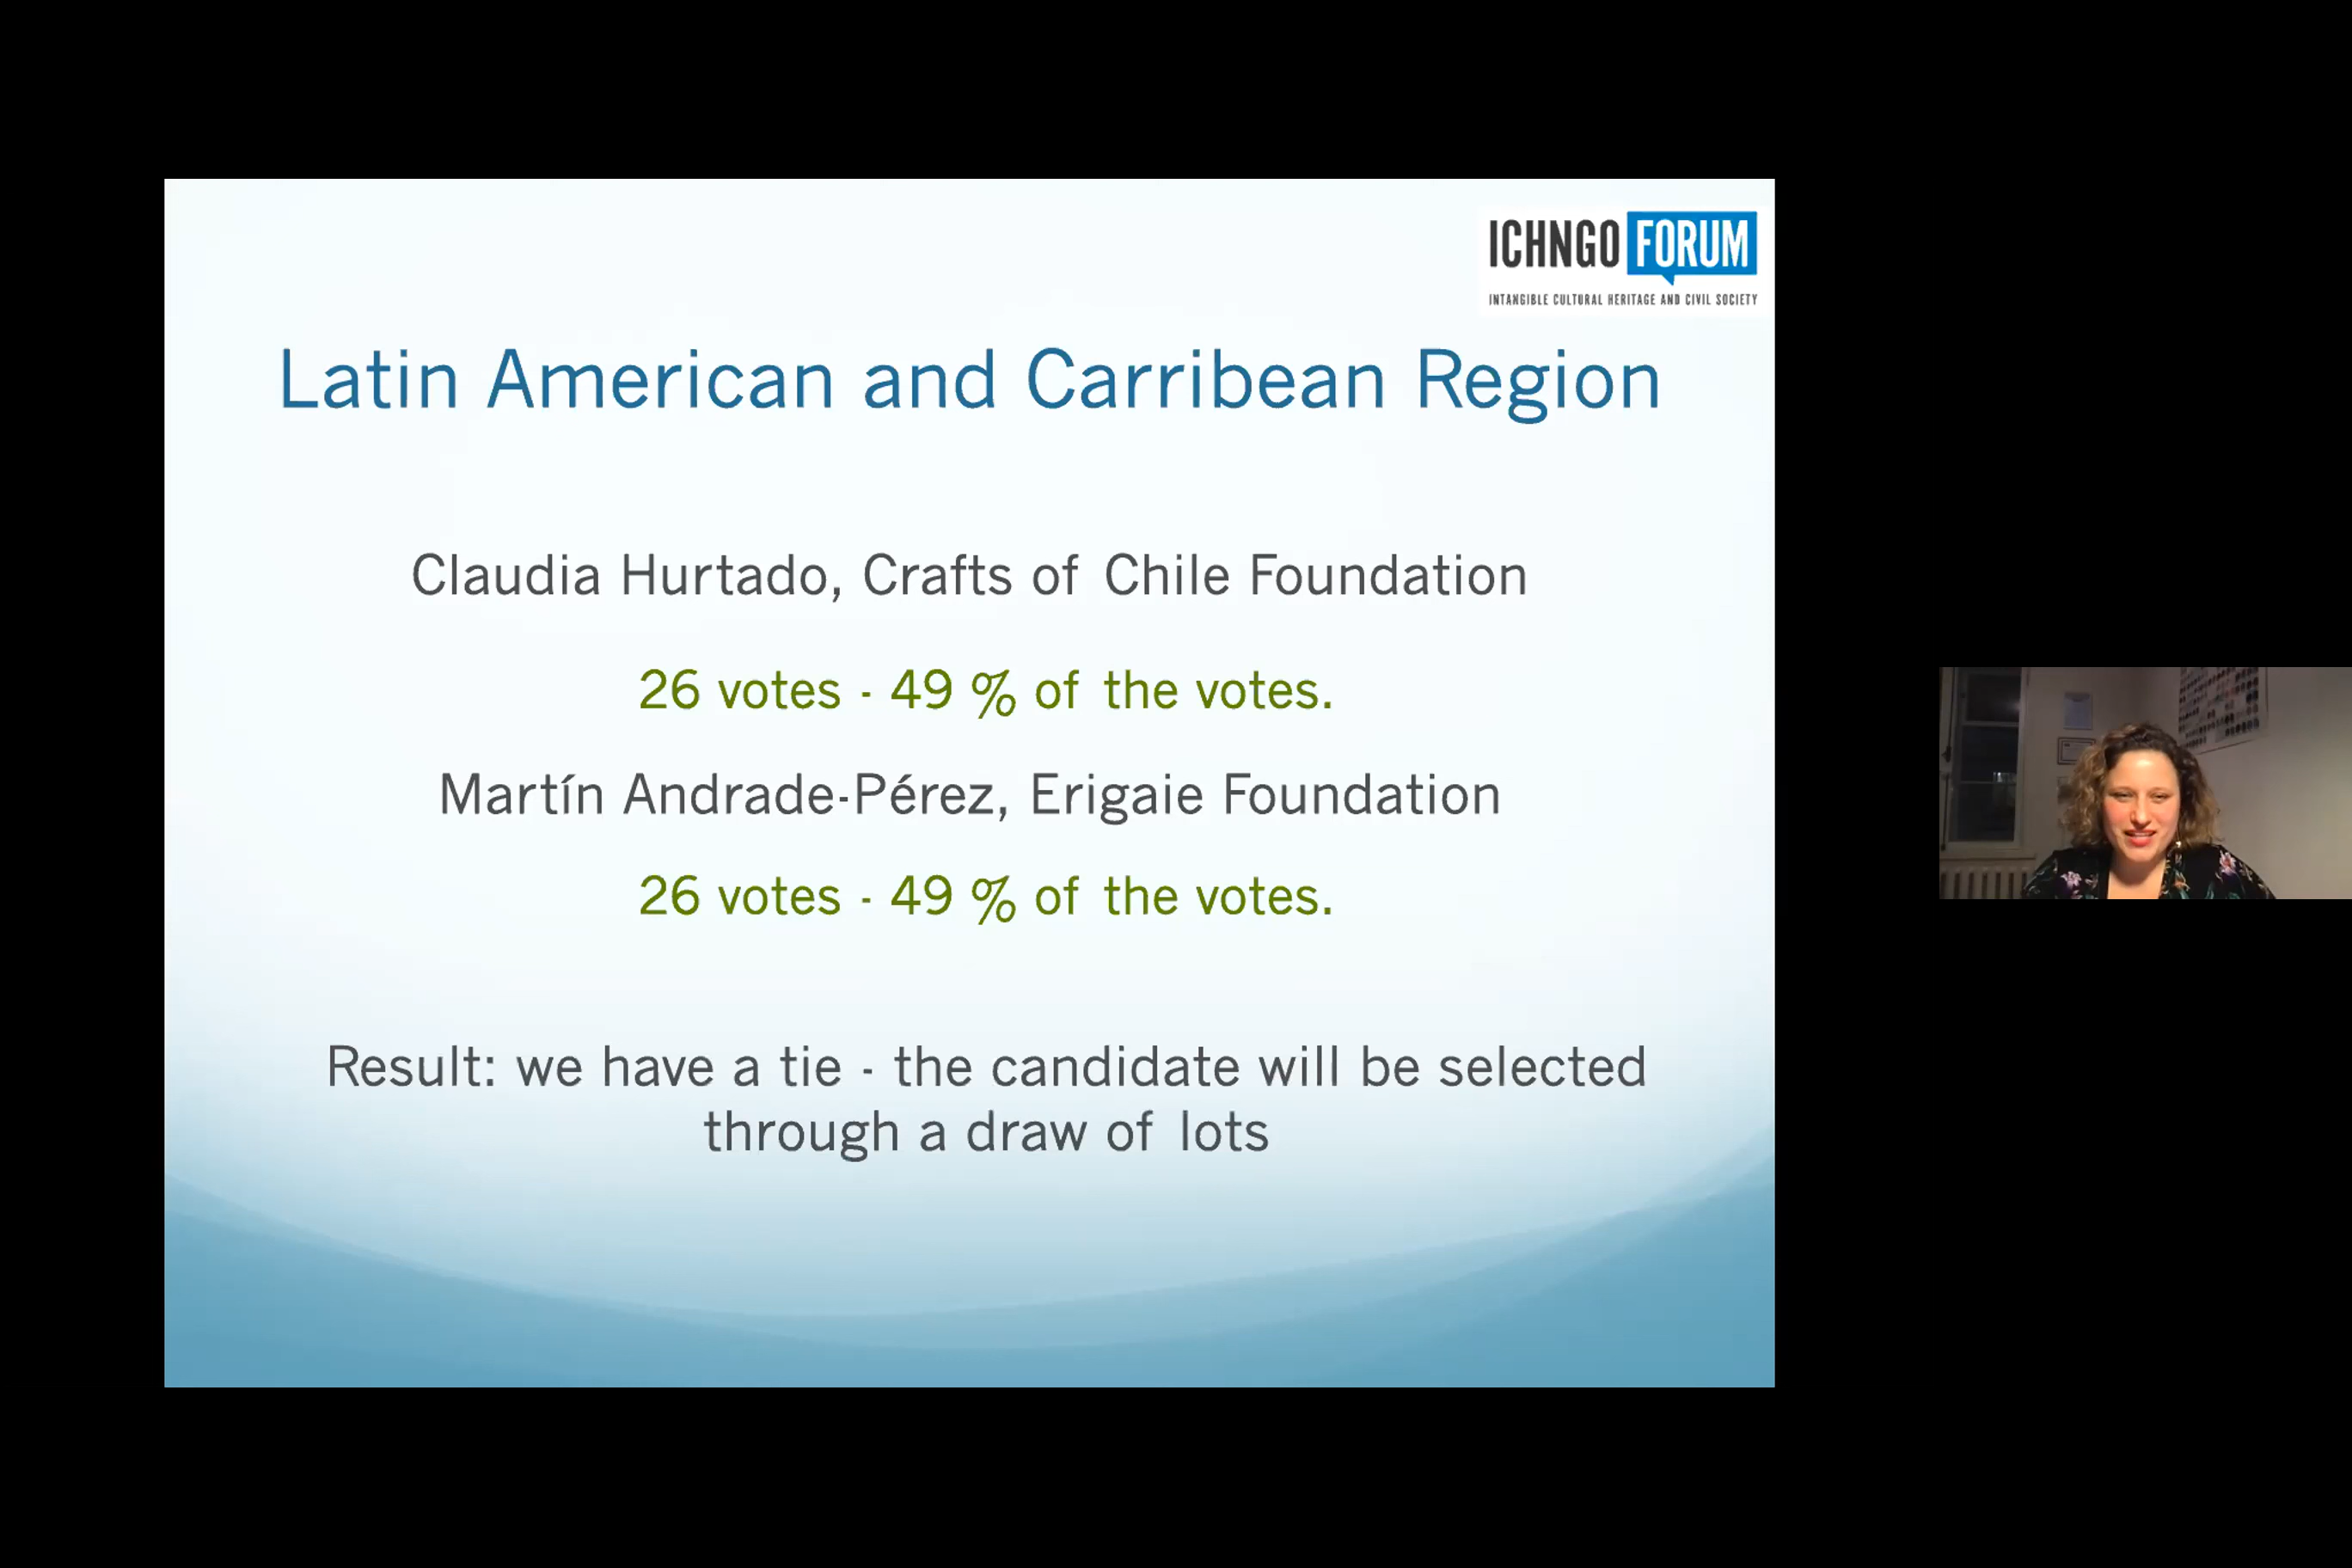 ICHNGO FORUM
INTANGIBLE CULTURAL HERITAGE AND CIVIL SOCIETY
Latin American and Carribean Region
Claudia Hurtado, Crafts of Chile Foundation
26 votes - 49 % of the votes.
Martín Andrade-Pérez, Erigaie Foundation
26 votes - 49 % of the votes.
Result: we have a tie - the candidate will be selected
through a draw of lots